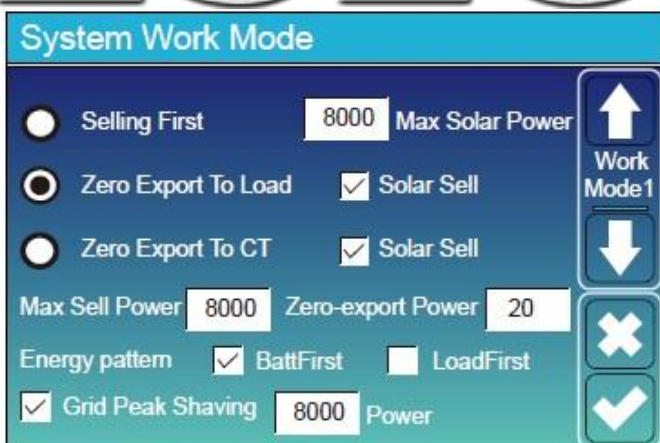 System Work Mode
Selling First 8000 Max Solar Power
Work
Mode1
Zero Export To Load Solar Sell
Zero Export To CT Solar Sell
Max Sell Power 8000 Zero-export Power 20
Energy pattern BattFirst LoadFirst
Grid Peak Shaving 8000 Power